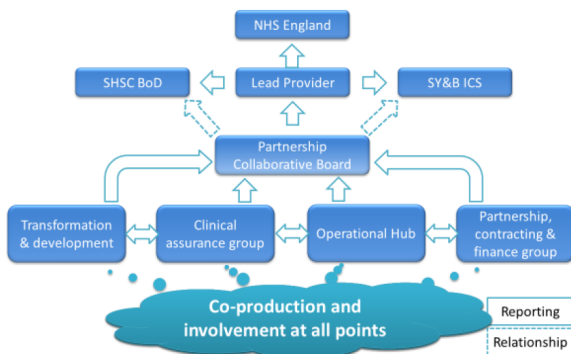 NHS England
SHSC BoD
Lead Provider
SY&B ICS
Partnership
Collaborative Board
Transformation
& development
Clinical
assurance group
Operational Hub
Partnership,
contracting &
finance group
Co-production and
involvement at all points
Reporting
Relationship